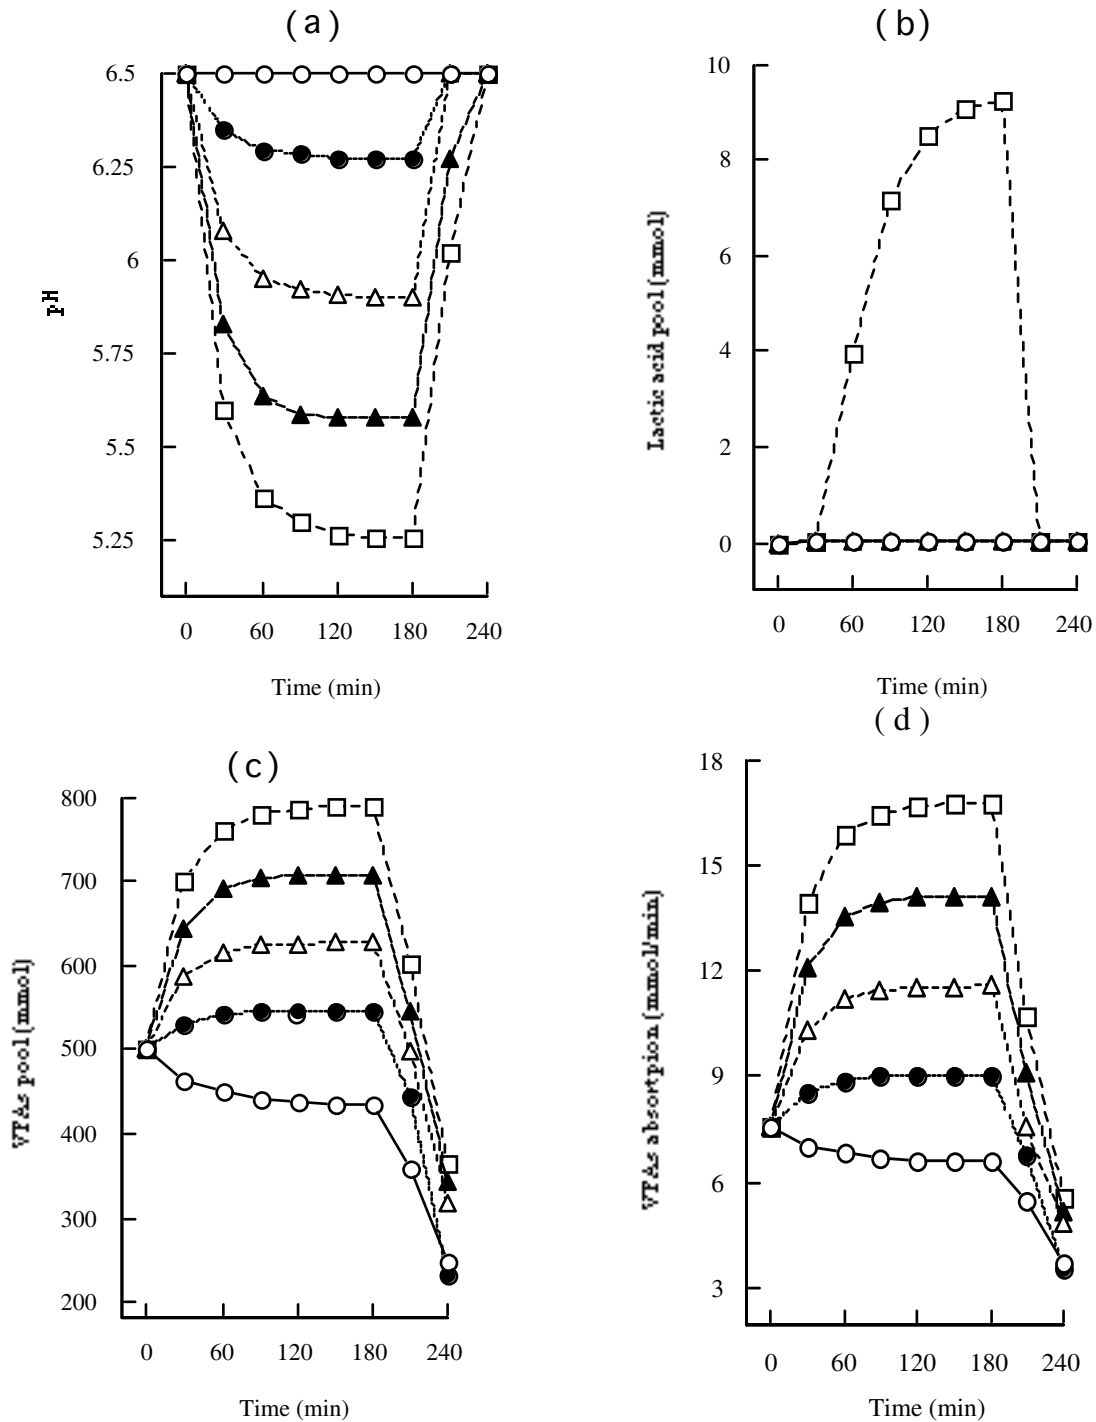 (a)
6.5
6.25
6
5.75
5.5
5.25
pH
0 60 120 180 240
Time (min)
(b)
10
8
6
4
2
0
Lactic acid pool (mmol)
0 60 120 180 240
Time (min)
(c)
800
700
600
500
400
300
200
VFAs pool (mmol)
0 60 120 180 240
Time (min)
(d)
18
15
12
9
6
3
VFAs absortpion (mmol/min)
0 60 120 180 240
Time (min)